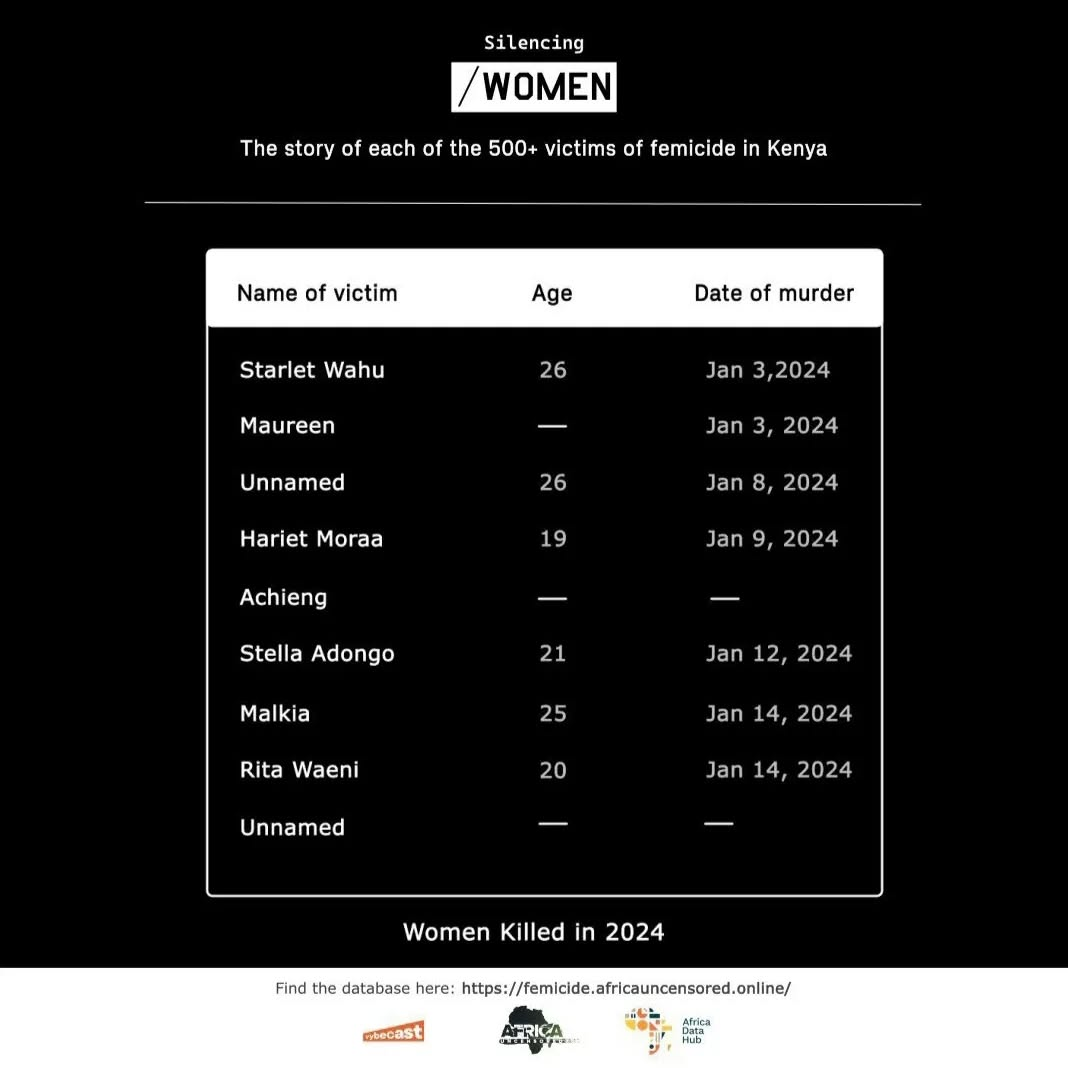 Silencing
/WOMEN
The story of each of the 500+ victims of femicide in Kenya
Name of victim Age Date of murder
Starlet Wahu 26 Jan 3,2024
Maureen — Jan 3, 2024
Unnamed 26 Jan 8, 2024
Hariet Moraa 19 Jan 9, 2024
Achieng — —
Stella Adongo 21 Jan 12, 2024
Malkia 25 Jan 14, 2024
Rita Waeni 20 Jan 14, 2024
Unnamed — —
Women Killed in 2024
Find the database here: https://femicide.africauncensored.online/
vybecast
AFRICA
UNCENSORED
Africa
Data
Hub